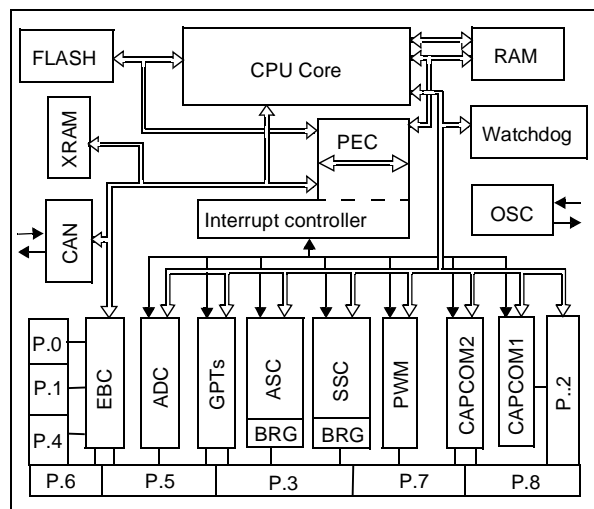 FLASH
CPU Core
RAM
XRAM
PEC
Watchdog
CAN
Interrupt controller
OSC
P.0
P.1
P.4
EBC
ADC
GPTs
ASC
BRG
SSC
BRG
PWM
CAPCOM2
CAPCOM1
P..2
P.6
P.5
P.3
P.7
P.8